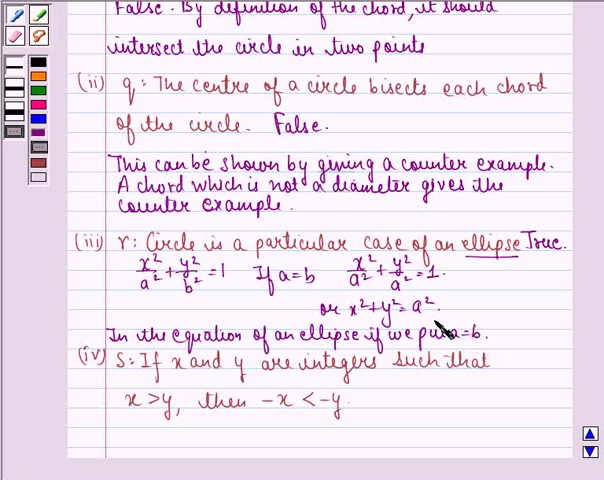 False. By definition of the chord, it should
intersect the circle in two points
(ii) q: The centre of a circle bisects each chord
of the circle. False.
This can be shown by giving a counter example.
A chord which is not a diameter gives the
counter example.
(iii) r: Circle is a particular case of an ellipse True.
x²/a² + y²/b² = 1 If a=b x²/a² + y²/a² = 1.
or x²+y²= a².
In the equation of an ellipse if we put a=b.
(iv) S: If x and y are integers such that
x >y, then -x < -y.